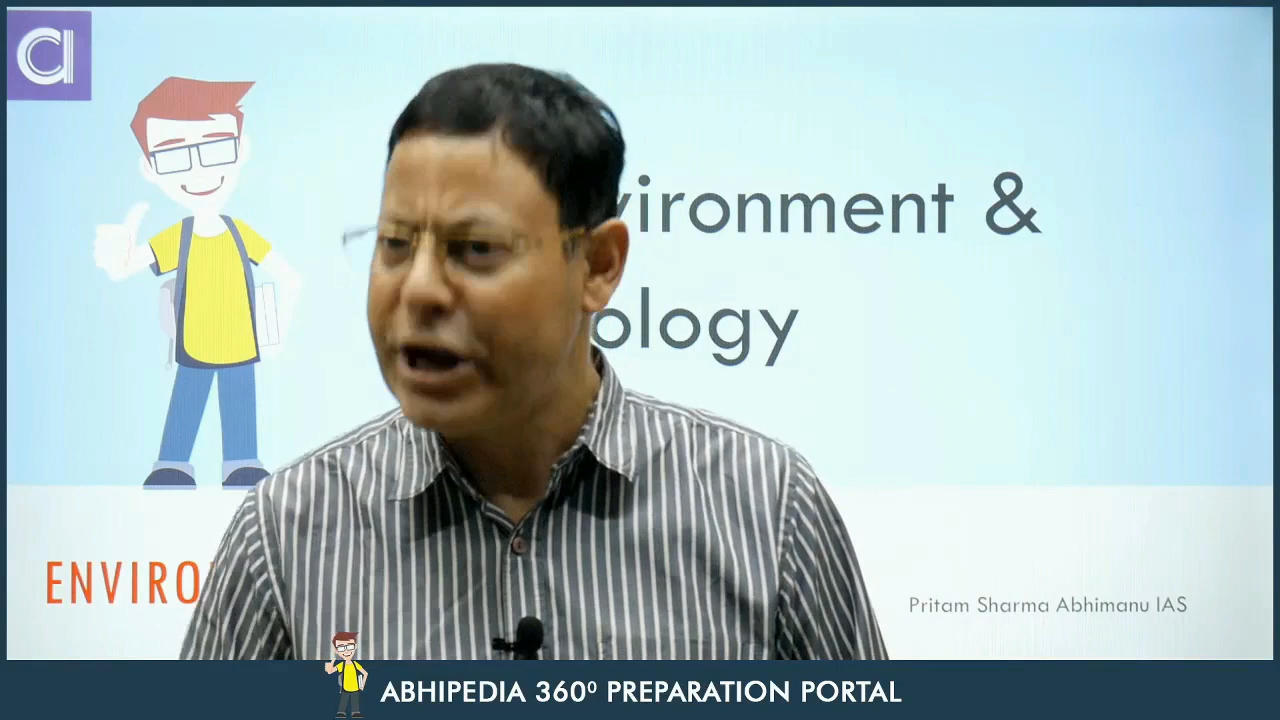 vironment &
ology
ENVIRO
Pritam Sharma Abhimanu IAS
ABHIPEDIA 360⁰ PREPARATION PORTAL